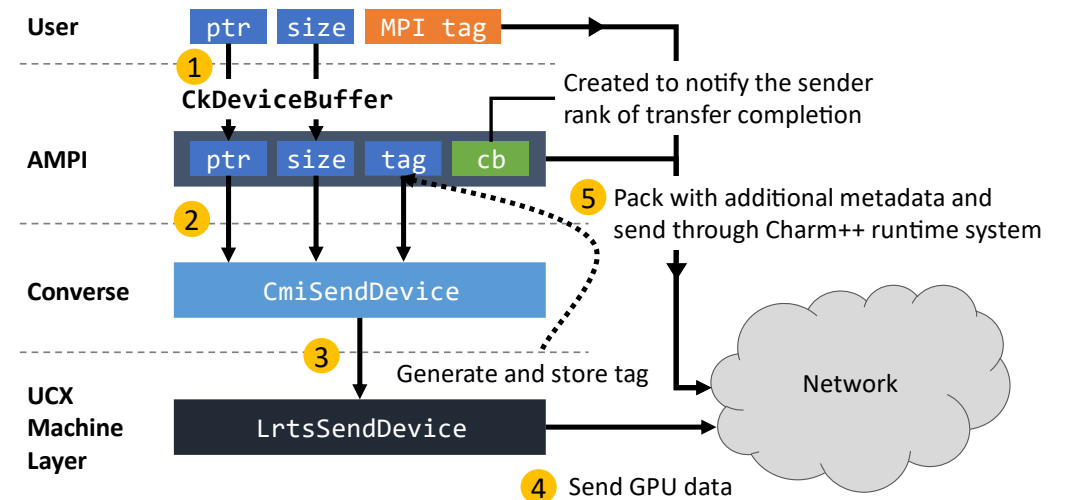 User
ptr
size
MPI tag
1
CkDeviceBuffer
Created to notify the sender
rank of transfer completion
AMPI
ptr
size
tag
cb
2
5
Pack with additional metadata and
send through Charm++ runtime system
Converse
CmiSendDevice
3
Generate and store tag
Network
UCX
Machine
Layer
LrtsSendDevice
4
Send GPU data